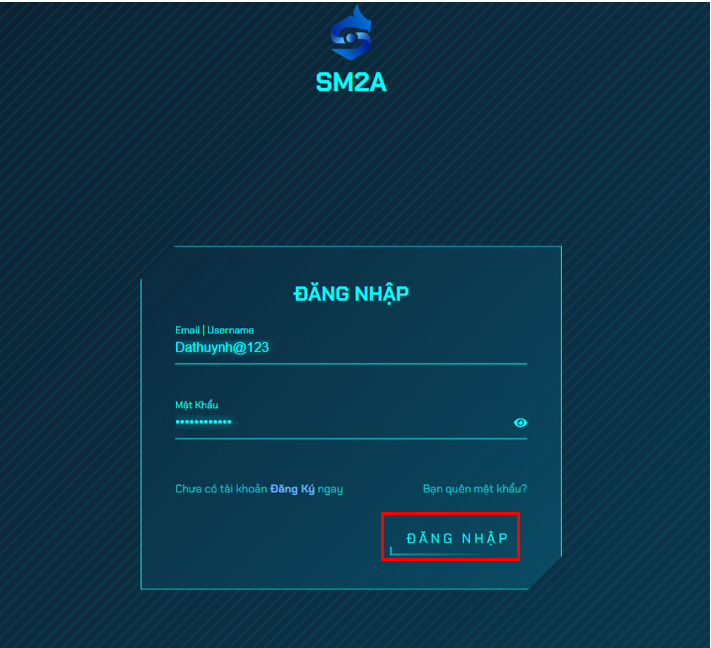 SM2A
ĐĂNG NHẬP
Email | Username
Dathuynh@123
Mật Khẩu
••••••••••••
Chưa có tài khoản Đăng Ký ngay
Bạn quên mật khẩu?
ĐĂNG NHẬP